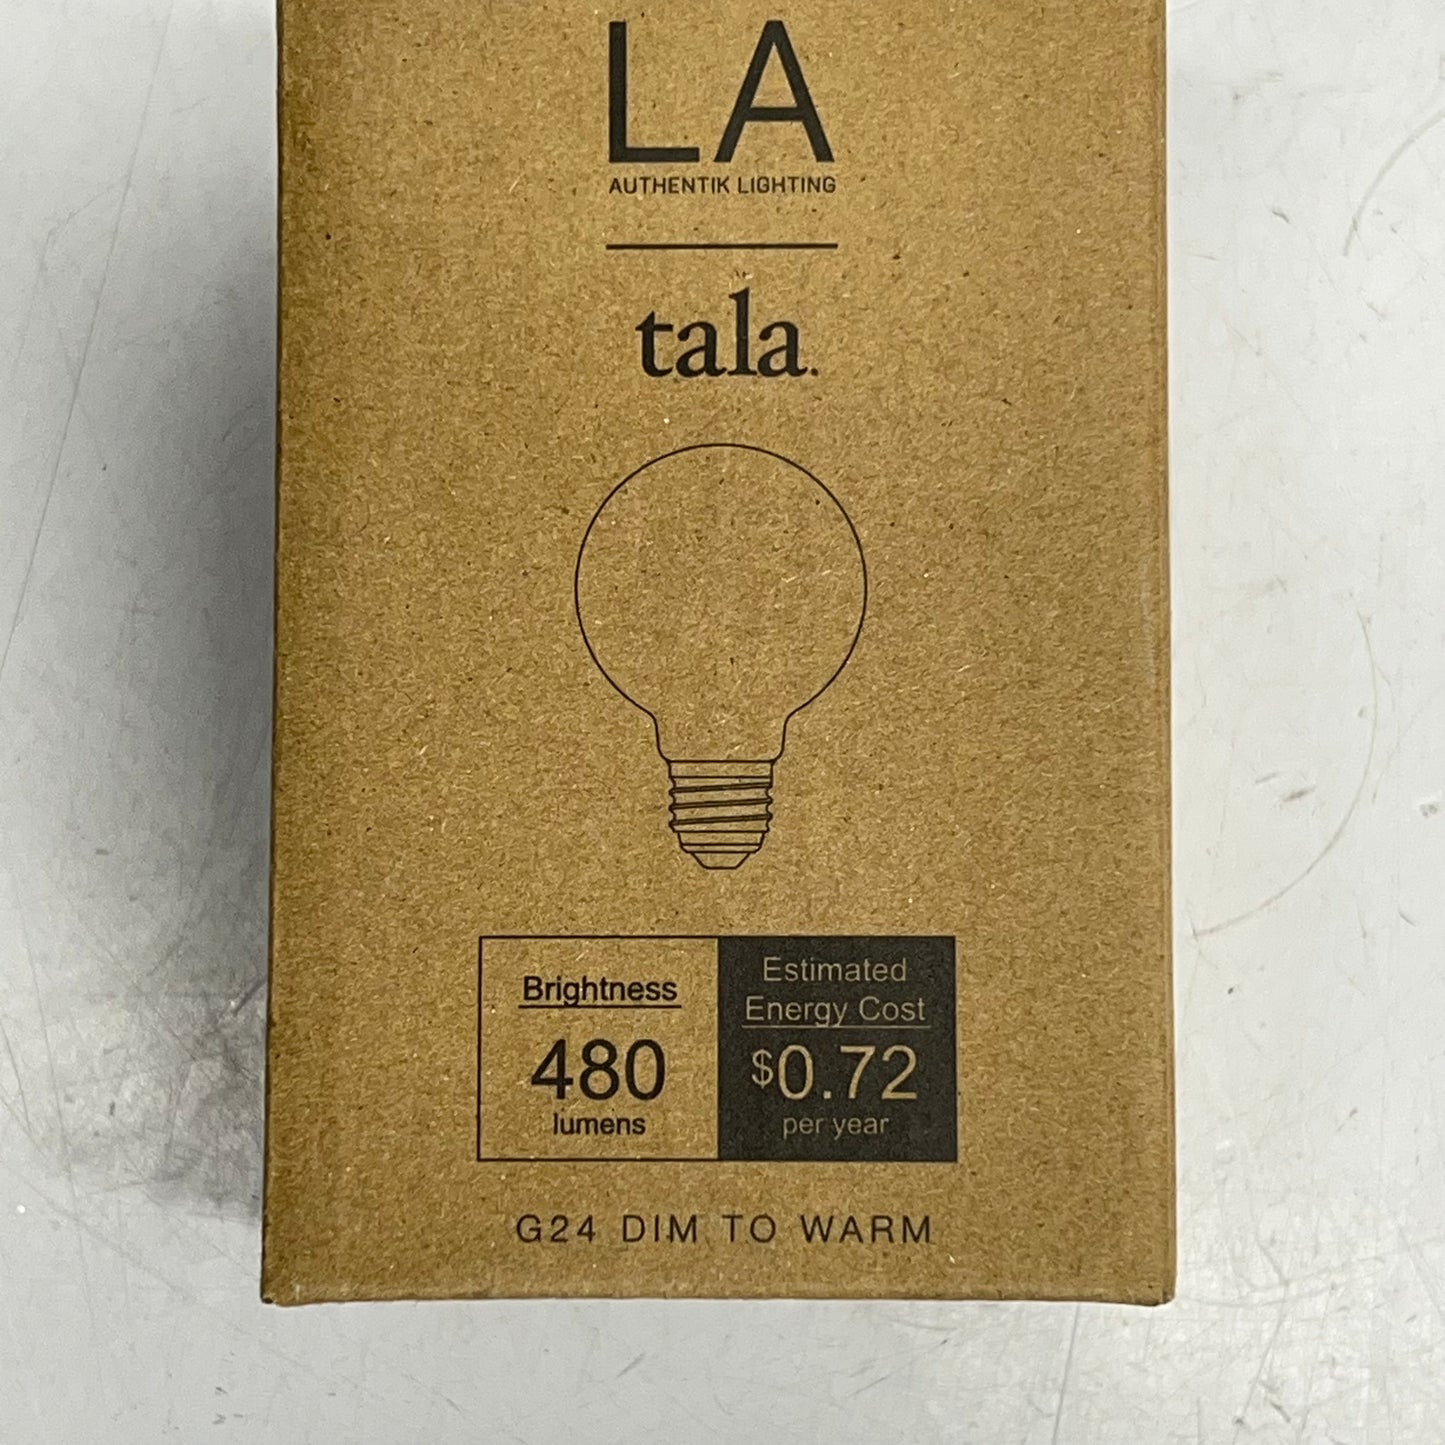 LA
AUTHENTIK LIGHTING
tala.
Brightness
480
lumens
Estimated
Energy Cost
$0.72
per year
G24 DIM TO WARM